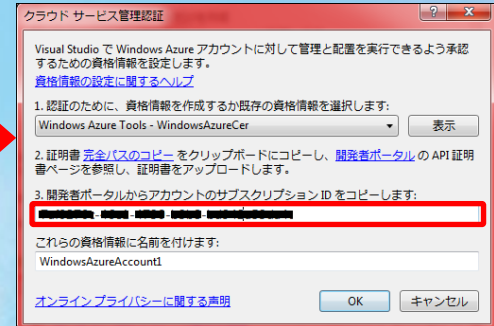 クラウド サービス管理認証
Visual Studio で Windows Azure アカウントに対して管理と配置を実行できるよう承認
するための資格情報を設定します。
資格情報の設定に関するヘルプ
1. 認証のために、資格情報を作成するか既存の資格情報を選択します:
Windows Azure Tools - WindowsAzureCer
表示
2. 証明書 完全パスのコピー をクリップボードにコピーし、開発者ポータル の API 証明
書ページを参照し、証明書をアップロードします。
3. 開発者ポータルからアカウントのサブスクリプション ID をコピーします:
これらの資格情報に名前を付けます:
WindowsAzureAccount1
オンライン プライバシーに関する声明
OK
キャンセル